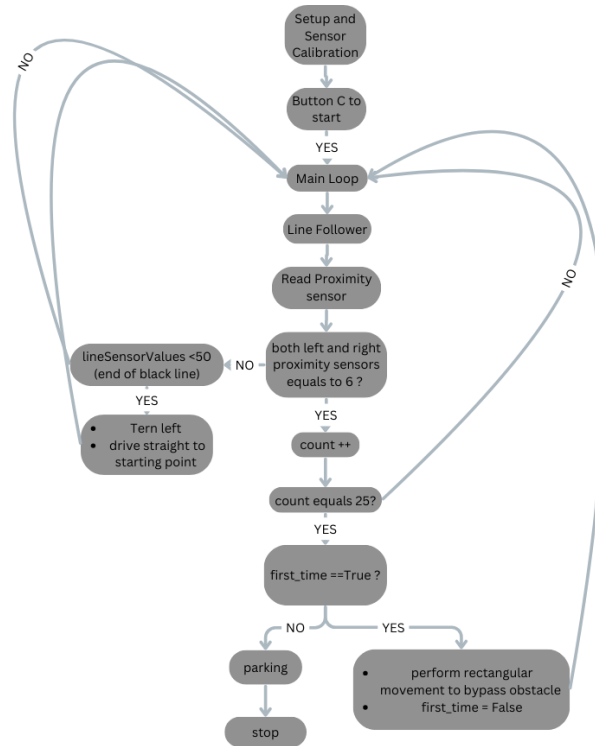 Setup and
Sensor
Calibration
NO
Button C to
start
YES
Main Loop
Line Follower
NO
Read Proximity
sensor
both left and right
proximity sensors
equals to 6 ?
NO
lineSensorValues <50
(end of black line)
YES
• Tern left
• drive straight to
starting point
YES
count ++
count equals 25?
YES
first_time ==True ?
NO
YES
parking
• perform rectangular
movement to bypass obstacle
• first_time = False
stop